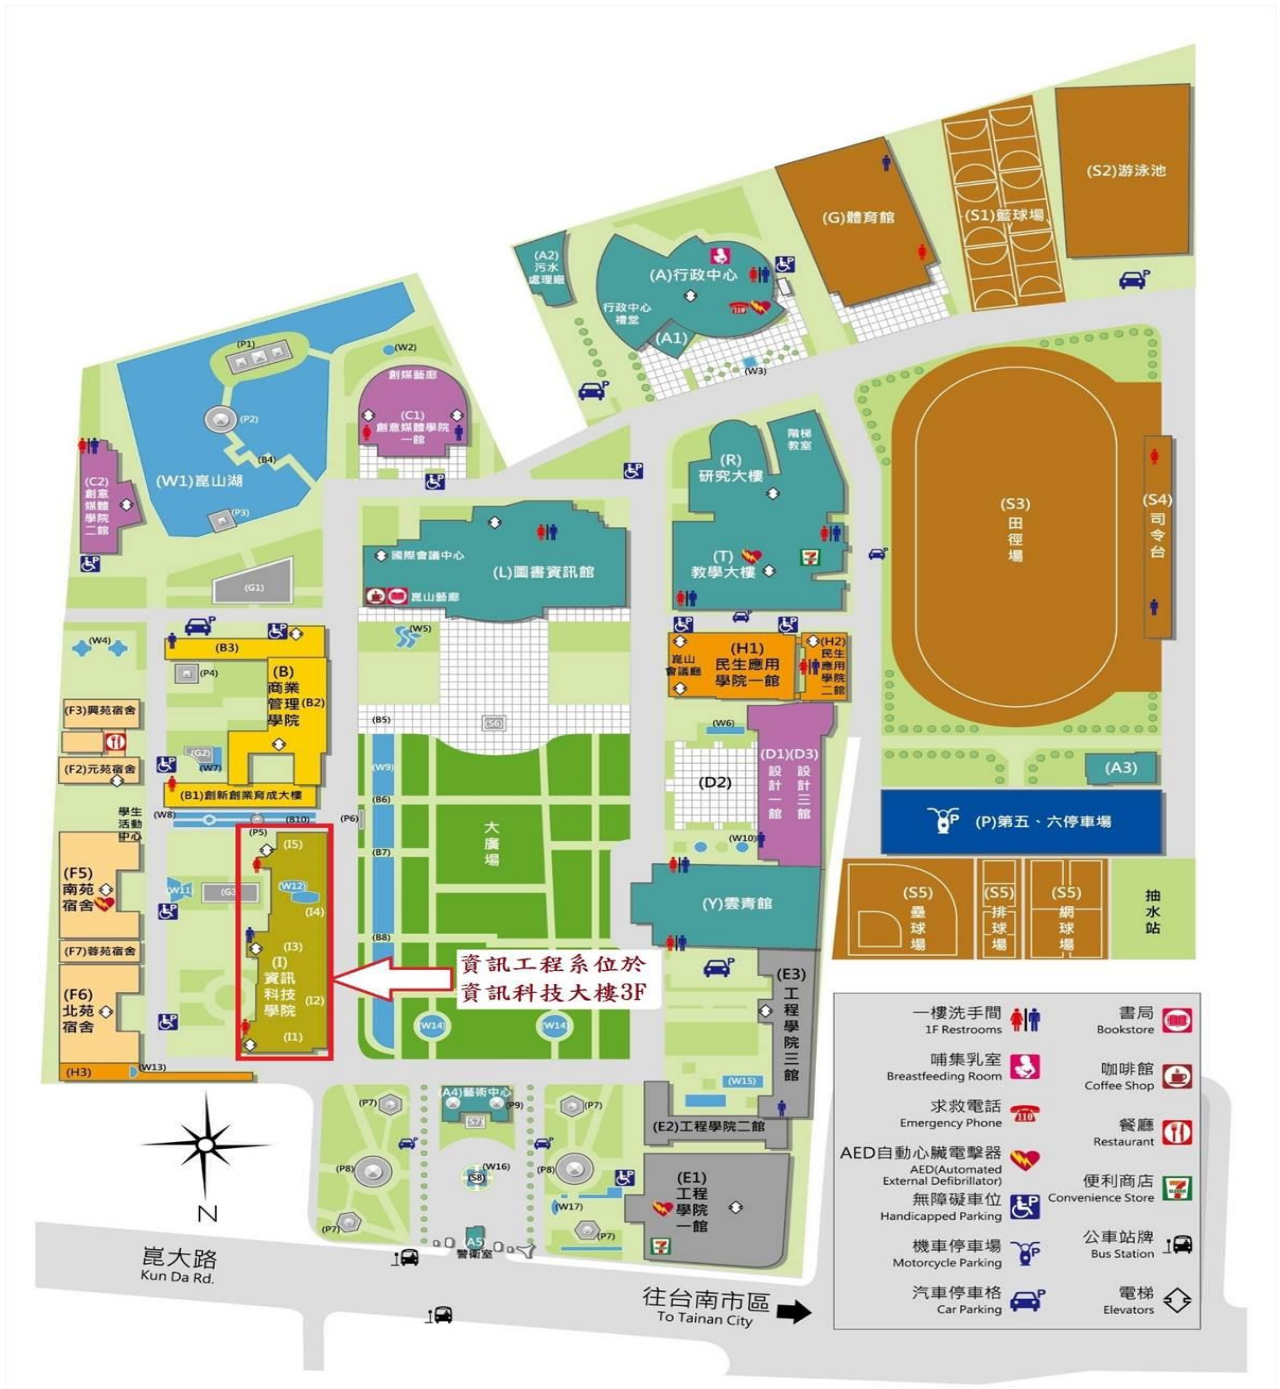 (S2)游泳池
(G)體育館
(S1)籃球場
(A2)
污水
處理廠
(A)行政中心
行政中心
禮堂
110
(A1)
(W3)
(P1)
(W2)
創媒藝廊
(C1)
創意媒體學院
一館
(P2)
(B4)
(W1)崑山湖
(P3)
(C2)
創意
媒體
學院
二館
階梯
教室
(R)
研究大樓
(S3)
田徑場
(S4)
司令台
國際會議中心
(L)圖書資訊館
崑山藝廊
(T)
教學大樓
(G1)
(W5)
(W4)
(B3)
(P4)
(B)
商業
管理
學院
(B2)
崑山
會議廳
(H1)
民生應用
學院一館
(H2)
民生
應用
學院
二館
(F3)興苑宿舍
(F2)元苑宿舍
(G2)
(W7)
(B1)創新創業育成大樓
(B5)
(S6)
(W6)
(W9)
(D1)
設計一館
(D3)
設計三館
(D2)
(A3)
(B6)
學生
活動
中心
(W8)
(B10)
(P6)
(P5)
(P)第五、六停車場
大廣場
(B7)
(W10)
(I5)
(F5)
南苑
宿舍
(W11)
(G3)
(W12)
(I4)
(Y)雲青館
(S5)
壘球場
(S5)
排球場
(S5)
網球場
抽水站
(F7)蓉苑宿舍
(B8)
(I3)
(I)
資訊
科技
學院
(I2)
(I1)
資訊工程系位於
資訊科技大樓3F
(F6)
北苑
宿舍
(E3)
工程學院三館
(W14)
(W14)
(H3)
(W13)
(W15)
(P7)
(A4)藝術中心
(P9)
(P7)
(S7)
(E2)工程學院二館
(P8)
(W16)
(S8)
(P8)
(E1)
工程
學院
一館
(W17)
(P7)
(P7)
(A5)
警衛室
N
崑大路
Kun Da Rd.
往台南市區
To Tainan City
一樓洗手間
1F Restrooms
書局
Bookstore
哺集乳室
Breastfeeding Room
咖啡館
Coffee Shop
求救電話
Emergency Phone
110
餐廳
Restaurant
AED自動心臟電擊器
AED(Automated
External Defibrillator)
便利商店
Convenience Store
無障礙車位
Handicapped Parking
公車站牌
Bus Station
機車停車場
Motorcycle Parking
電梯
Elevators
汽車停車格
Car Parking